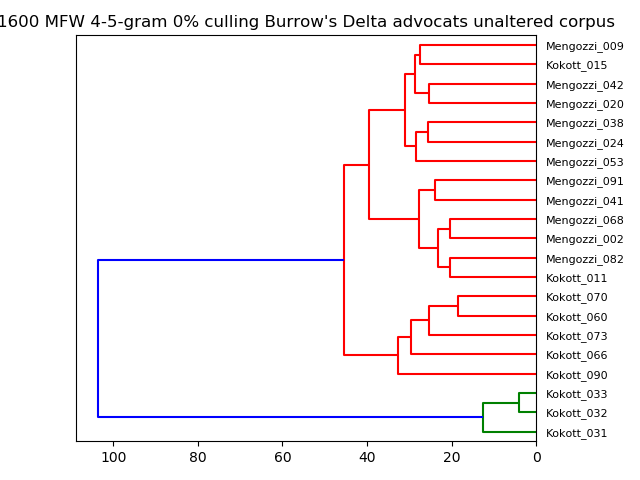 1600 MFW 4-5-gram 0% culling Burrow's Delta advocats unaltered corpus
Mengozzi_009
Kokott_015
Mengozzi_042
Mengozzi_020
Mengozzi_038
Mengozzi_024
Mengozzi_053
Mengozzi_091
Mengozzi_041
Mengozzi_068
Mengozzi_002
Mengozzi_082
Kokott_011
Kokott_070
Kokott_060
Kokott_073
Kokott_066
Kokott_090
Kokott_033
Kokott_032
Kokott_031
100 80 60 40 20 0